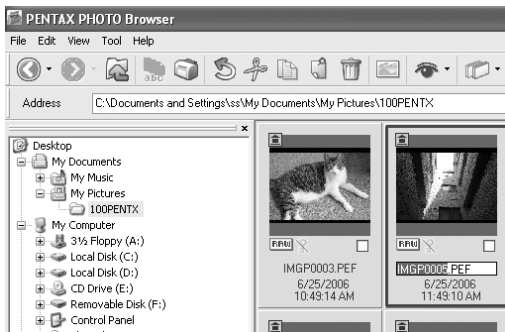 PENTAX PHOTO Browser
File Edit View Tool Help
abc
Address C:\Documents and Settings\ss\My Documents\My Pictures\100PENTX
x
Desktop
My Documents
My Music
My Pictures
100PENTX
My Computer
3½ Floppy (A:)
Local Disk (C:)
Local Disk (D:)
CD Drive (E:)
Removable Disk (F:)
Control Panel
RAW
IMGP0003.PEF
6/25/2006
10:49:14 AM
RAW
IMGP0005.PEF
6/25/2006
11:49:10 AM